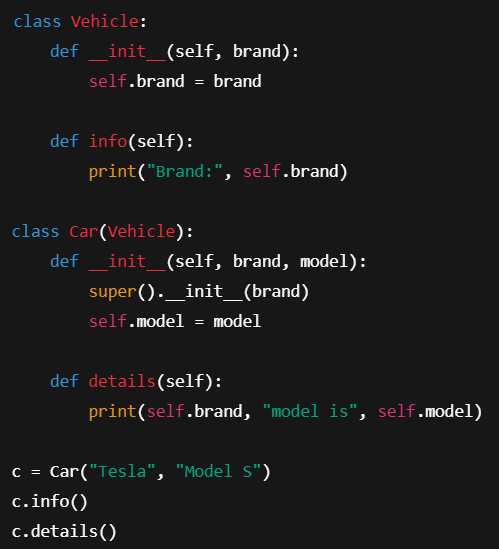 class Vehicle:
    def __init__(self, brand):
        self.brand = brand

    def info(self):
        print("Brand:", self.brand)

class Car(Vehicle):
    def __init__(self, brand, model):
        super().__init__(brand)
        self.model = model

    def details(self):
        print(self.brand, "model is", self.model)

c = Car("Tesla", "Model S")
c.info()
c.details()